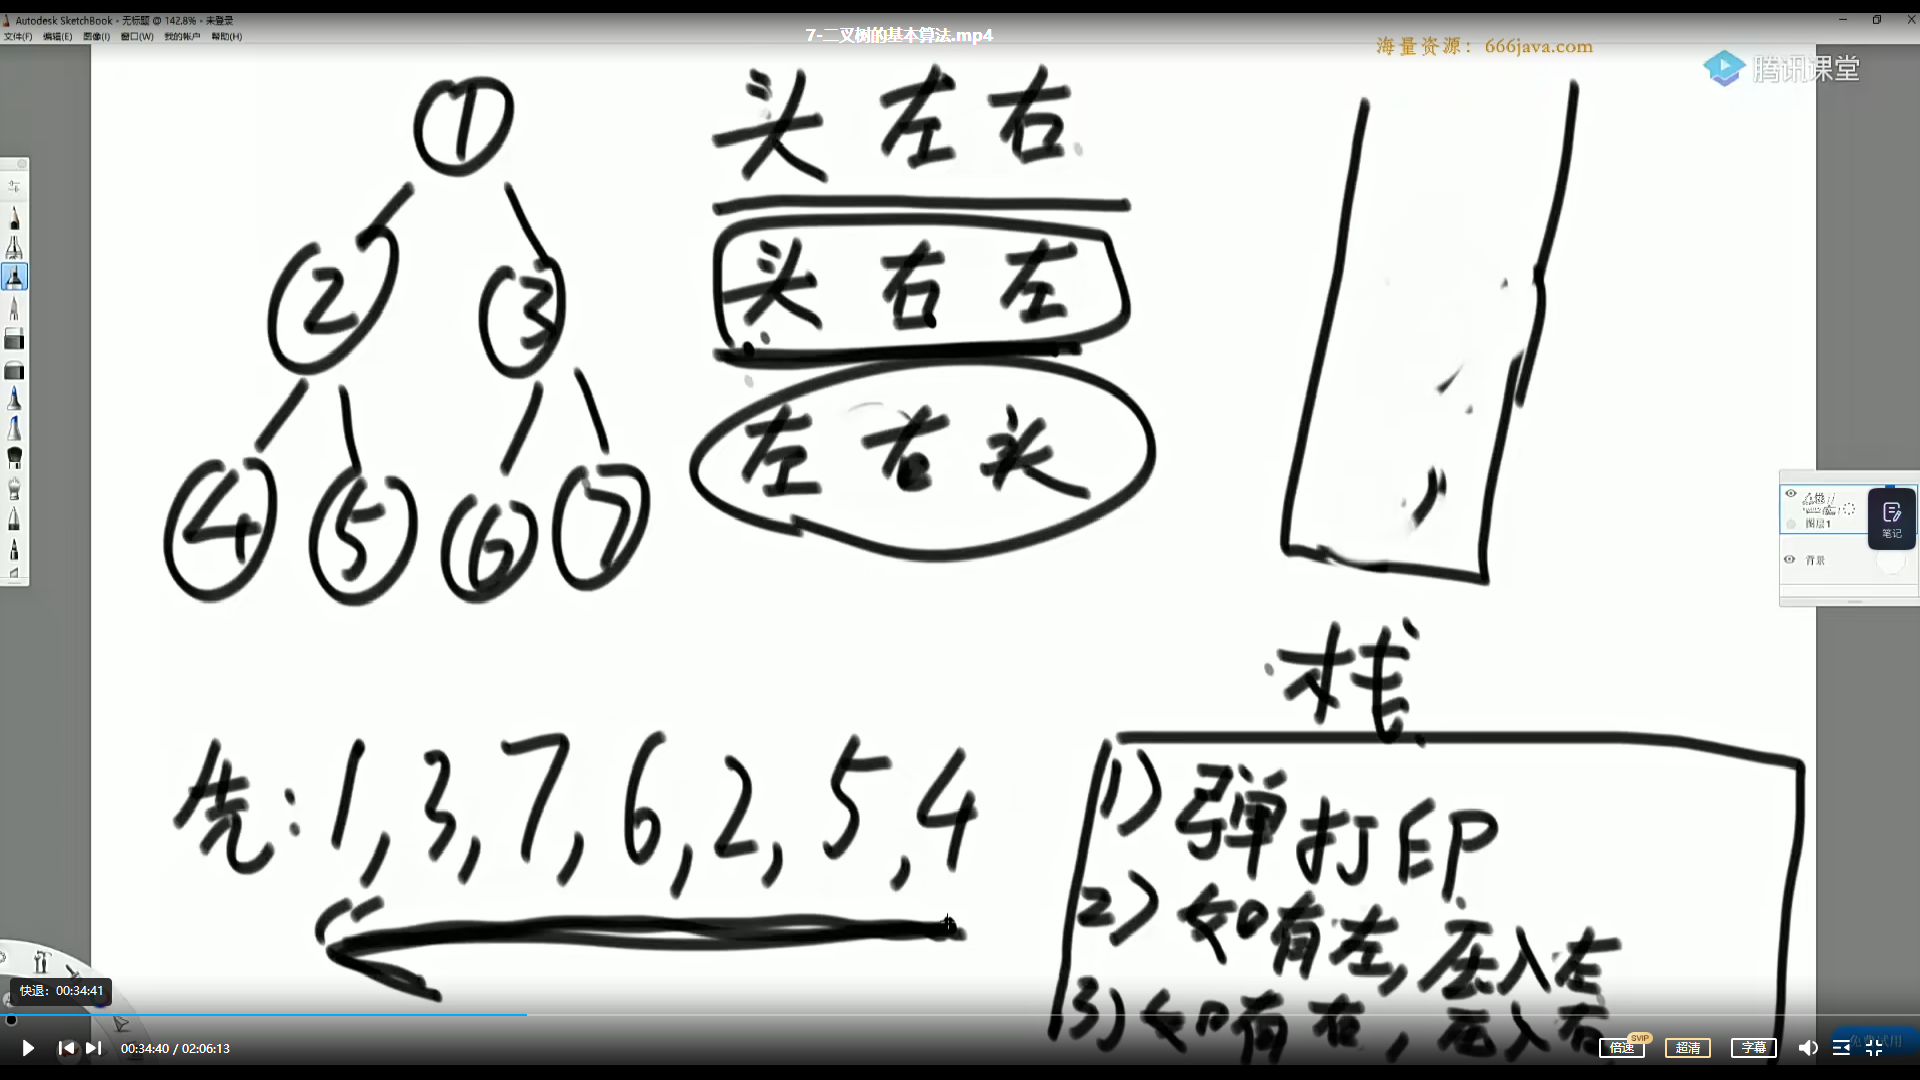 Autodesk SketchBook - 无标题 @ 142.8% - 未登录
文件(F) 编辑(E) 图像(I) 窗口(W) 我的帐户 帮助(H)
7-二叉树的基本算法.mp4
海量资源：666java.com
腾讯课堂
1
2 3
4 5 6 7
头 左 右
头 右 左
左 右 头
栈
先: 1, 3, 7, 6, 2, 5, 4
1) 弹 打印
2) 如有左, 压入左
3) 如有右, 压入右
图层1
背景
笔记
快退：00:34:41
00:34:40 / 02:06:13
倍速
SVIP
超清
字幕